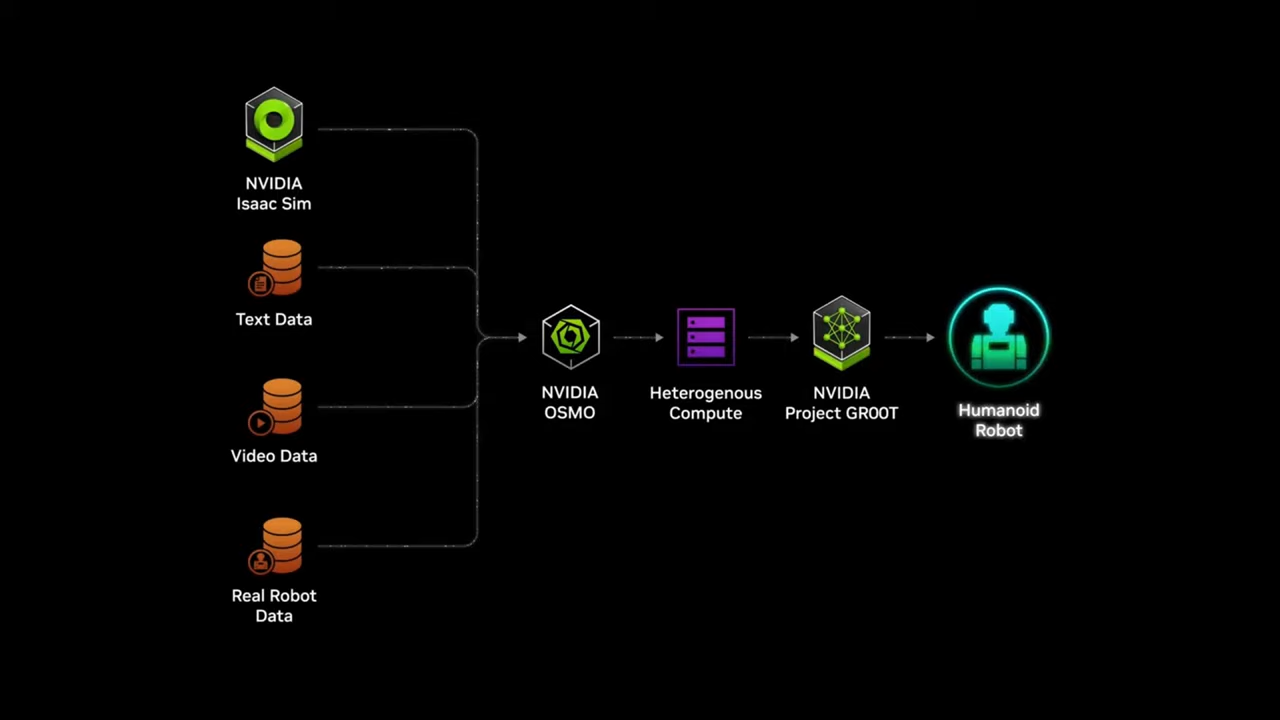 NVIDIA
Isaac Sim
Text Data
Video Data
Real Robot
Data
NVIDIA
OSMO
Heterogenous
Compute
NVIDIA
Project GR00T
Humanoid
Robot